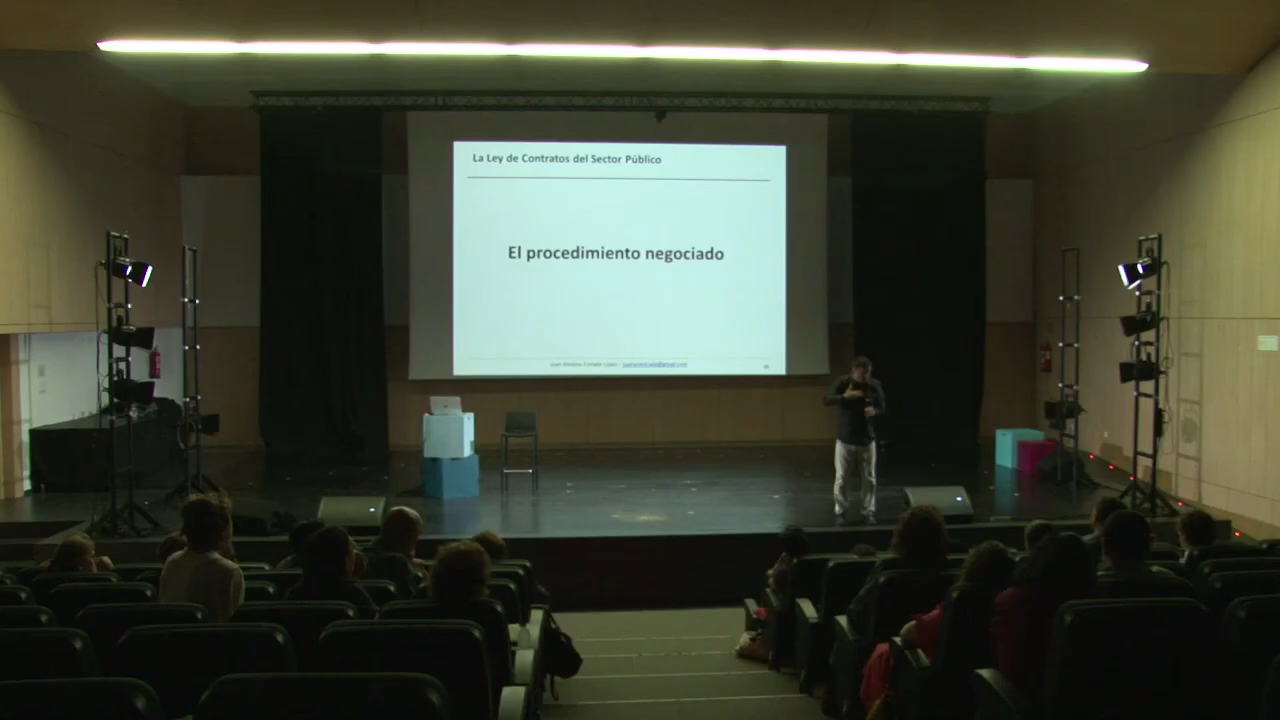 La Ley de Contratos del Sector Público
El procedimiento negociado